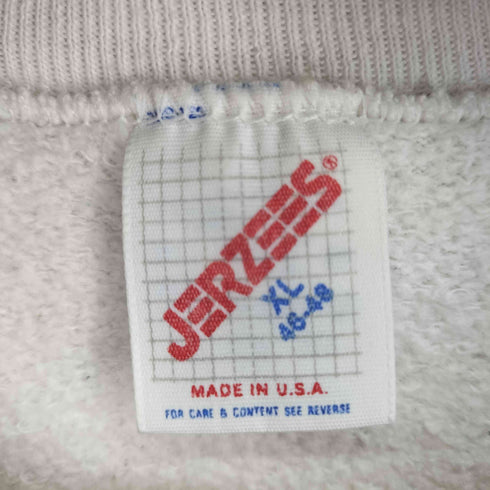 JERZEES®
XL
46-48
MADE IN U.S.A.
FOR CARE & CONTENT SEE REVERSE